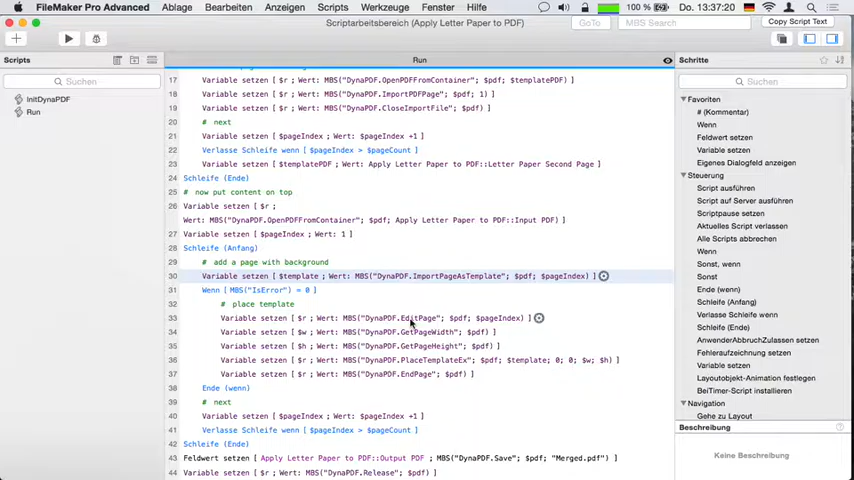 FileMaker Pro Advanced Ablage Bearbeiten Anzeigen Scripts Werkzeuge Fenster Hilfe 100 % Do. 13:37:20
Scriptarbeitsbereich (Apply Letter Paper to PDF)
GoTo
MBS Search
Copy Script Text
Scripts
Run
Schritte
Suchen
Suchen
InitDynaPDF
Run
17 Variable setzen [ $r ; Wert: MBS("DynaPDF.OpenPDFFromContainer"; $pdf; $templatePDF) ]
18 Variable setzen [ $r ; Wert: MBS("DynaPDF.ImportPDFPage"; $pdf; 1) ]
19 Variable setzen [ $r ; Wert: MBS("DynaPDF.CloseImportFile"; $pdf) ]
20 # next
21 Variable setzen [ $pageIndex ; Wert: $pageIndex +1 ]
22 Verlasse Schleife wenn [ $pageIndex > $pageCount ]
23 Variable setzen [ $templatePDF ; Wert: Apply Letter Paper to PDF::Letter Paper Second Page ]
24 Schleife (Ende)
25 # now put content on top
26 Variable setzen [ $r ;
Wert: MBS("DynaPDF.OpenPDFFromContainer"; $pdf; Apply Letter Paper to PDF::Input PDF) ]
27 Variable setzen [ $pageIndex ; Wert: 1 ]
28 Schleife (Anfang)
29 # add a page with background
30 Variable setzen [ $template ; Wert: MBS("DynaPDF.ImportPageAsTemplate"; $pdf; $pageIndex) ]
31 Wenn [ MBS("IsError") = 0 ]
32 # place template
33 Variable setzen [ $r ; Wert: MBS("DynaPDF.EditPage"; $pdf; $pageIndex) ]
34 Variable setzen [ $w ; Wert: MBS("DynaPDF.GetPageWidth"; $pdf) ]
35 Variable setzen [ $h ; Wert: MBS("DynaPDF.GetPageHeight"; $pdf) ]
36 Variable setzen [ $r ; Wert: MBS("DynaPDF.PlaceTemplateEx"; $pdf; $template; 0; 0; $w; $h) ]
37 Variable setzen [ $r ; Wert: MBS("DynaPDF.EndPage"; $pdf) ]
38 Ende (wenn)
39 # next
40 Variable setzen [ $pageIndex ; Wert: $pageIndex +1 ]
41 Verlasse Schleife wenn [ $pageIndex > $pageCount ]
42 Schleife (Ende)
43 Feldwert setzen [ Apply Letter Paper to PDF::Output PDF ; MBS("DynaPDF.Save"; $pdf; "Merged.pdf") ]
44 Variable setzen [ $r ; Wert: MBS("DynaPDF.Release"; $pdf) ]
Favoriten
# (Kommentar)
Wenn
Feldwert setzen
Variable setzen
Eigenes Dialogfeld anzeigen
Steuerung
Script ausführen
Script auf Server ausführen
Scriptpause setzen
Aktuelles Script verlassen
Alle Scripts abbrechen
Wenn
Sonst, wenn
Sonst
Ende (wenn)
Schleife (Anfang)
Verlasse Schleife wenn
Schleife (Ende)
AnwenderAbbruchZulassen setzen
Fehleraufzeichnung setzen
Variable setzen
Layoutobjekt-Animation festlegen
BeiTimer-Script installieren
Navigation
Gehe zu Layout
Beschreibung
Keine Beschreibung